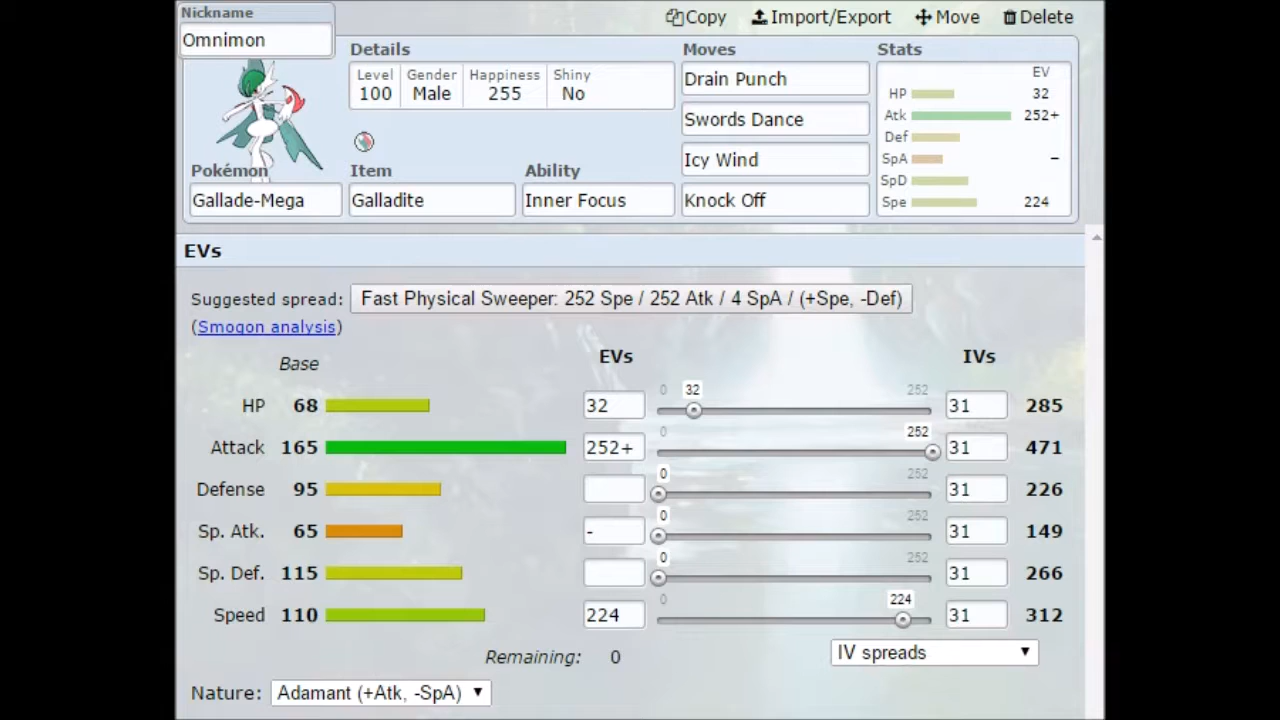 Nickname
Copy Import/Export Move Delete
Omnimon
Details Moves Stats
Level Gender Happiness Shiny
100 Male 255 No
Drain Punch
EV
HP 32
Atk 252+
Swords Dance
Def
Icy Wind
SpA -
Pokémon Item Ability
SpD
Gallade-Mega Galladite Inner Focus Knock Off
Spe 224
EVs
Suggested spread: Fast Physical Sweeper: 252 Spe / 252 Atk / 4 SpA / (+Spe, -Def)
(Smogon analysis)
Base EVs IVs
HP 68 32 0 32 252 31 285
Attack 165 252+ 0 252 31 471
Defense 95 0 252 31 226
Sp. Atk. 65 - 0 252 31 149
Sp. Def. 115 0 252 31 266
Speed 110 224 0 224 31 312
Remaining: 0 IV spreads
Nature: Adamant (+Atk, -SpA)